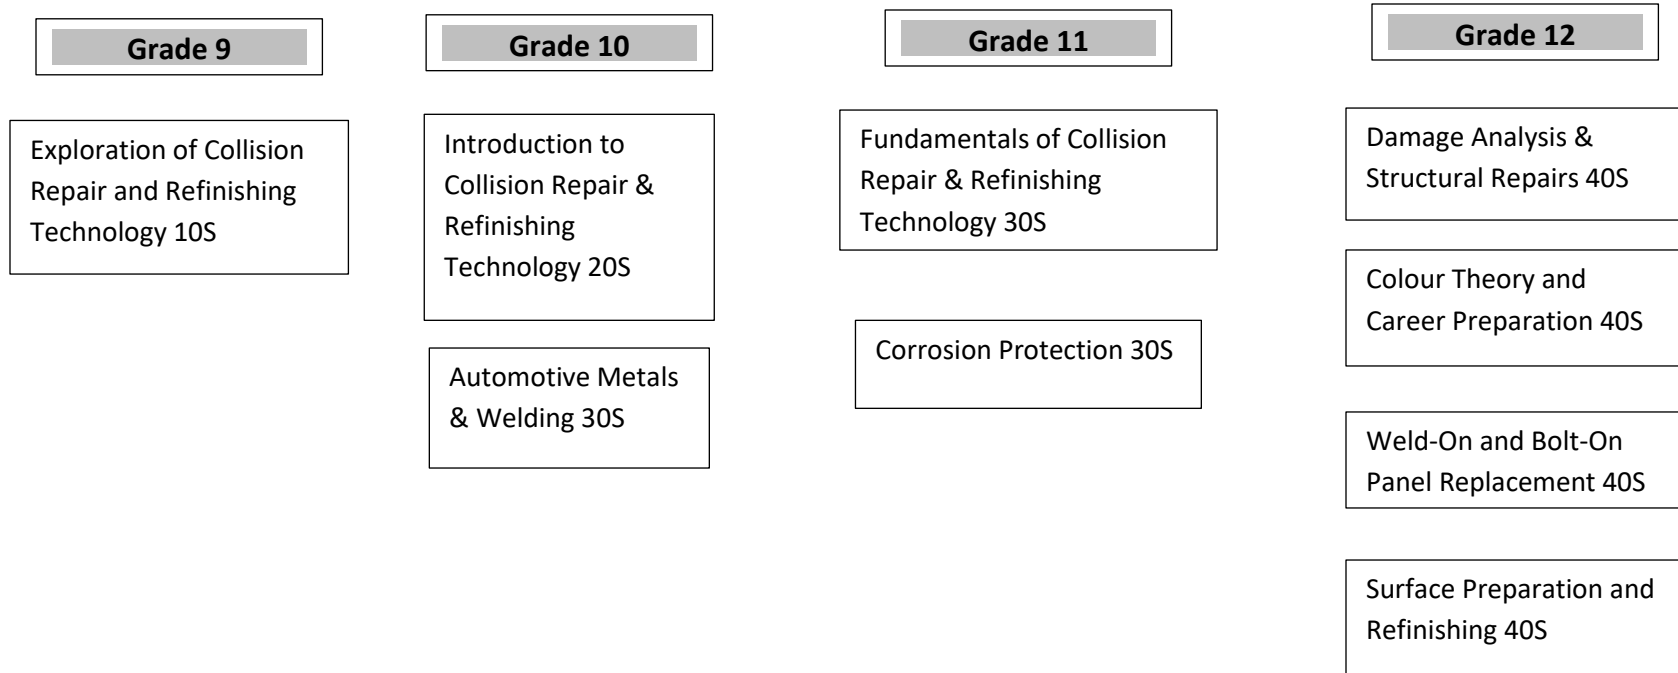 Grade 9
Exploration of Collision
Repair and Refinishing
Technology 10S
Grade 10
Introduction to
Collision Repair &
Refinishing
Technology 20S
Automotive Metals
& Welding 30S
Grade 11
Fundamentals of Collision
Repair & Refinishing
Technology 30S
Corrosion Protection 30S
Grade 12
Damage Analysis &
Structural Repairs 40S
Colour Theory and
Career Preparation 40S
Weld-On and Bolt-On
Panel Replacement 40S
Surface Preparation and
Refinishing 40S